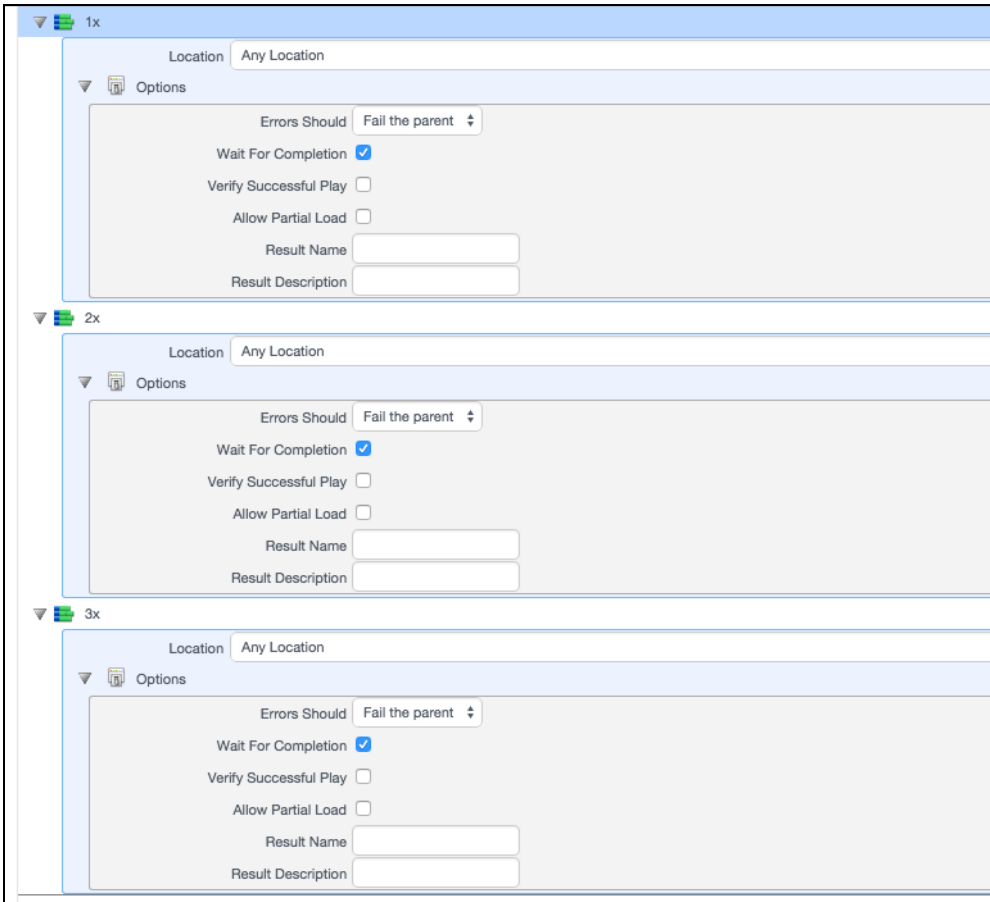 1x
Location Any Location
Options
Errors Should Fail the parent
Wait For Completion
Verify Successful Play
Allow Partial Load
Result Name
Result Description
2x
Location Any Location
Options
Errors Should Fail the parent
Wait For Completion
Verify Successful Play
Allow Partial Load
Result Name
Result Description
3x
Location Any Location
Options
Errors Should Fail the parent
Wait For Completion
Verify Successful Play
Allow Partial Load
Result Name
Result Description